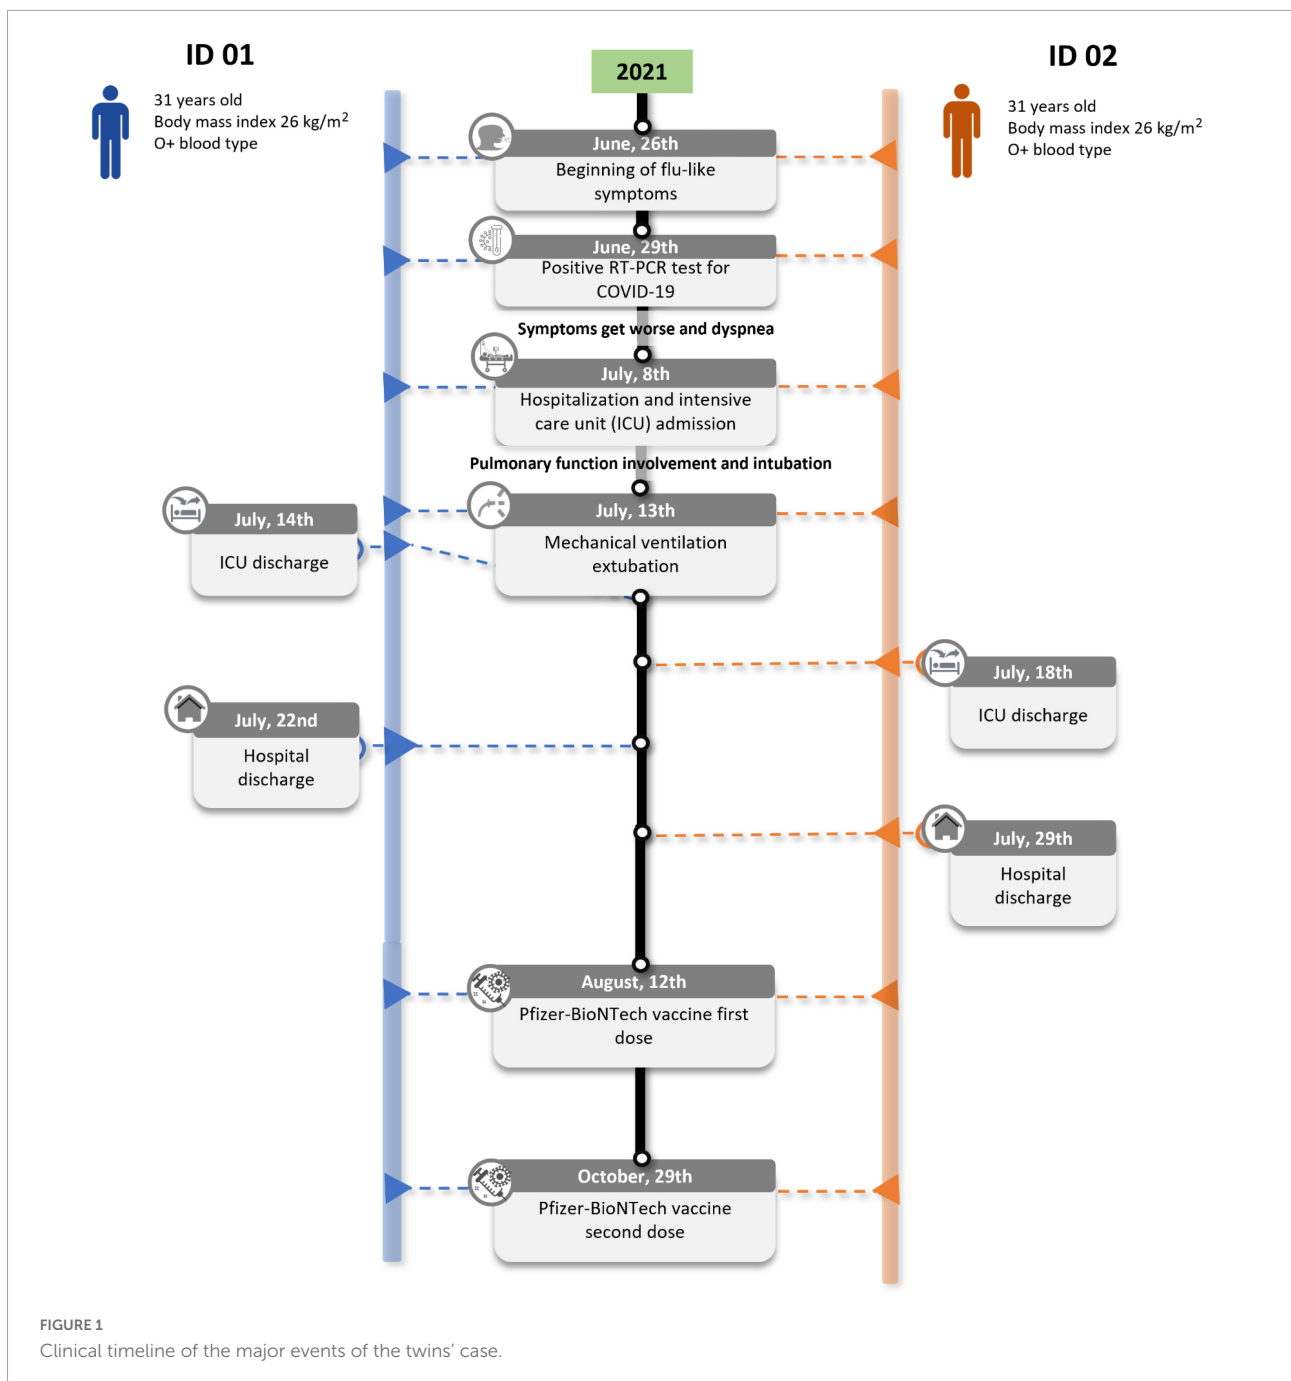 ID 01
31 years old
Body mass index 26 kg/m²
O+ blood type
2021
ID 02
31 years old
Body mass index 26 kg/m²
O+ blood type
June, 26th
Beginning of flu-like
symptoms
June, 29th
Positive RT-PCR test for
COVID-19
Symptoms get worse and dyspnea
July, 8th
Hospitalization and intensive
care unit (ICU) admission
Pulmonary function involvement and intubation
July, 13th
Mechanical ventilation
extubation
July, 14th
ICU discharge
July, 18th
ICU discharge
July, 22nd
Hospital
discharge
July, 29th
Hospital
discharge
August, 12th
Pfizer-BioNTech vaccine first
dose
October, 29th
Pfizer-BioNTech vaccine
second dose
FIGURE 1
Clinical timeline of the major events of the twins’ case.